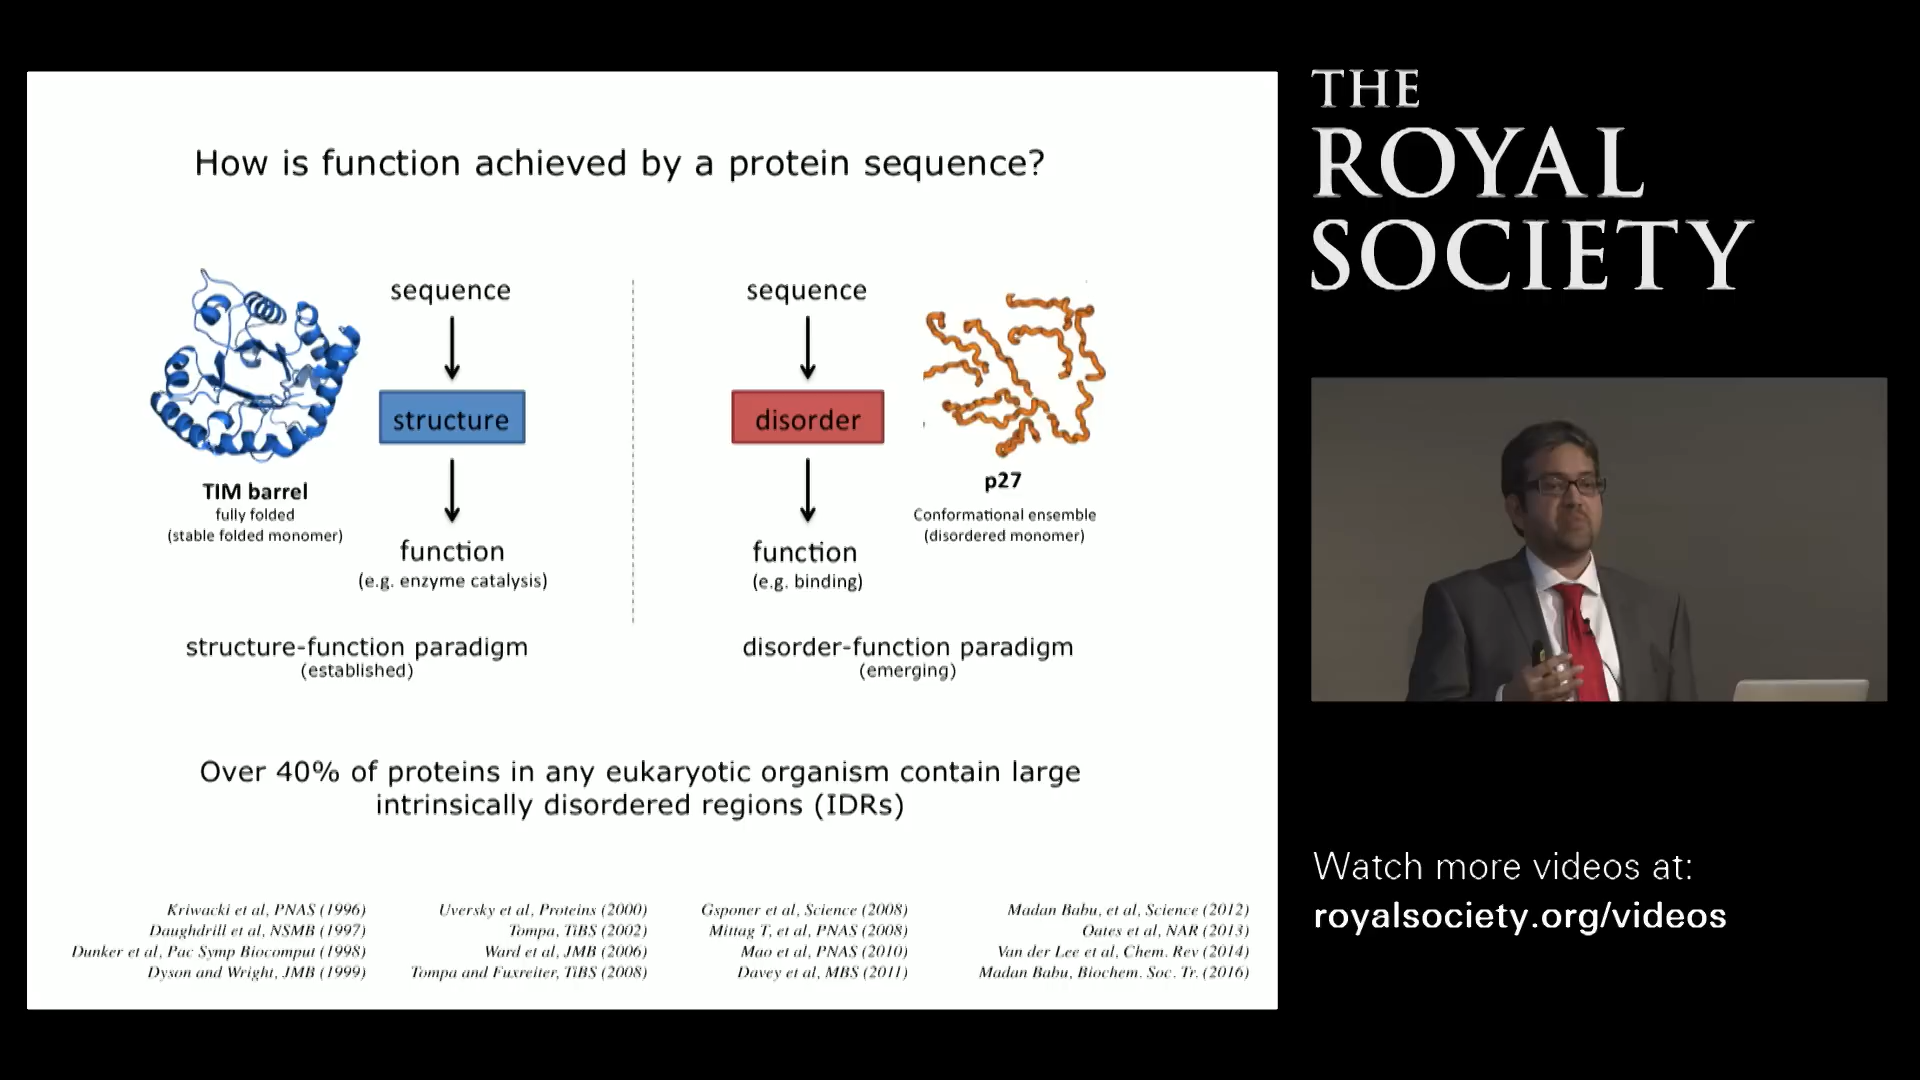 How is function achieved by a protein sequence?
sequence
structure
function
(e.g. enzyme catalysis)
TIM barrel
fully folded
(stable folded monomer)
structure-function paradigm
(established)
sequence
disorder
function
(e.g. binding)
p27
Conformational ensemble
(disordered monomer)
disorder-function paradigm
(emerging)
Over 40% of proteins in any eukaryotic organism contain large
intrinsically disordered regions (IDRs)
Kriwacki et al, PNAS (1996)
Daughdrill et al, NSMB (1997)
Dunker et al, Pac Symp Biocomput (1998)
Dyson and Wright, JMB (1999)
Uversky et al, Proteins (2000)
Tompa, TiBS (2002)
Ward et al, JMB (2006)
Tompa and Fuxreiter, TiBS (2008)
Gsponer et al, Science (2008)
Mittag T, et al, PNAS (2008)
Mao et al, PNAS (2010)
Davey et al, MBS (2011)
Madan Babu, et al, Science (2012)
Oates et al, NAR (2013)
Van der Lee et al, Chem. Rev (2014)
Madan Babu, Biochem. Soc. Tr. (2016)
THE
ROYAL
SOCIETY
Watch more videos at:
royalsociety.org/videos